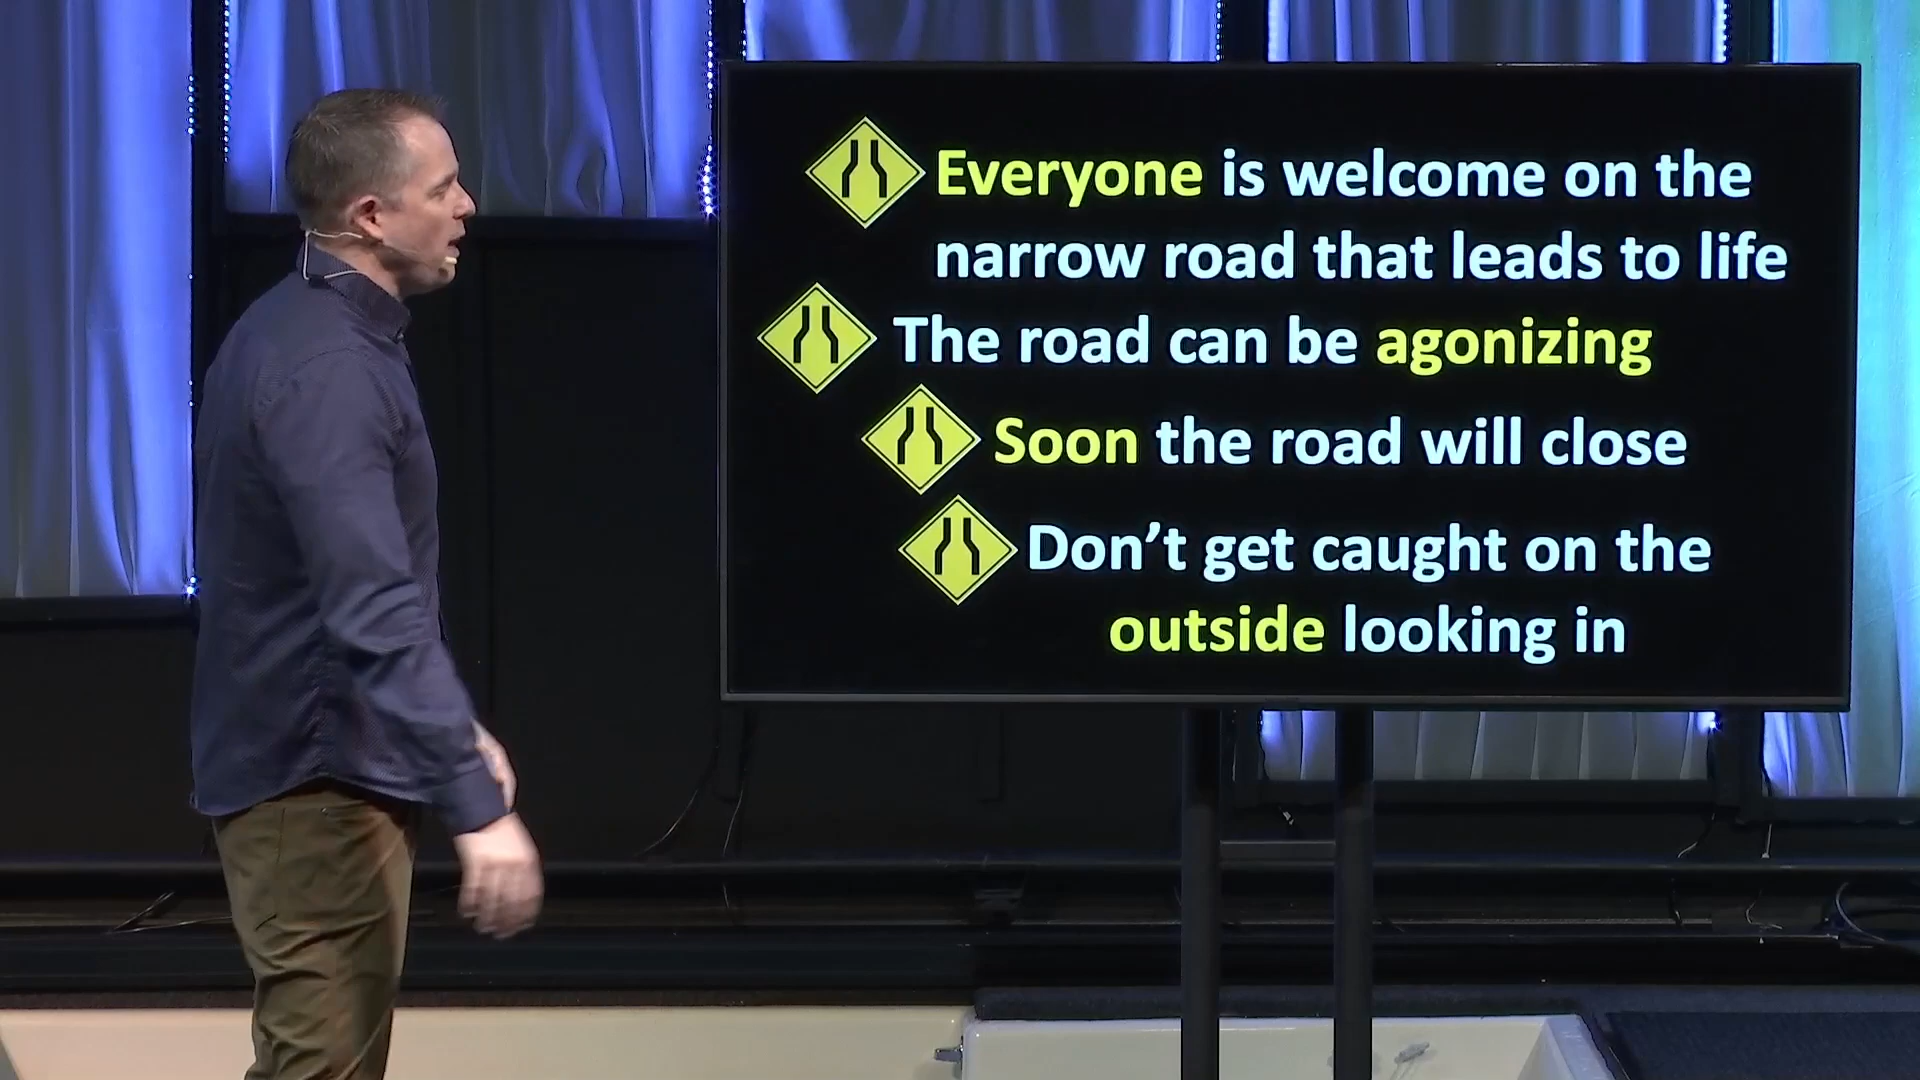 Everyone is welcome on the
narrow road that leads to life
The road can be agonizing
Soon the road will close
Don’t get caught on the
outside looking in